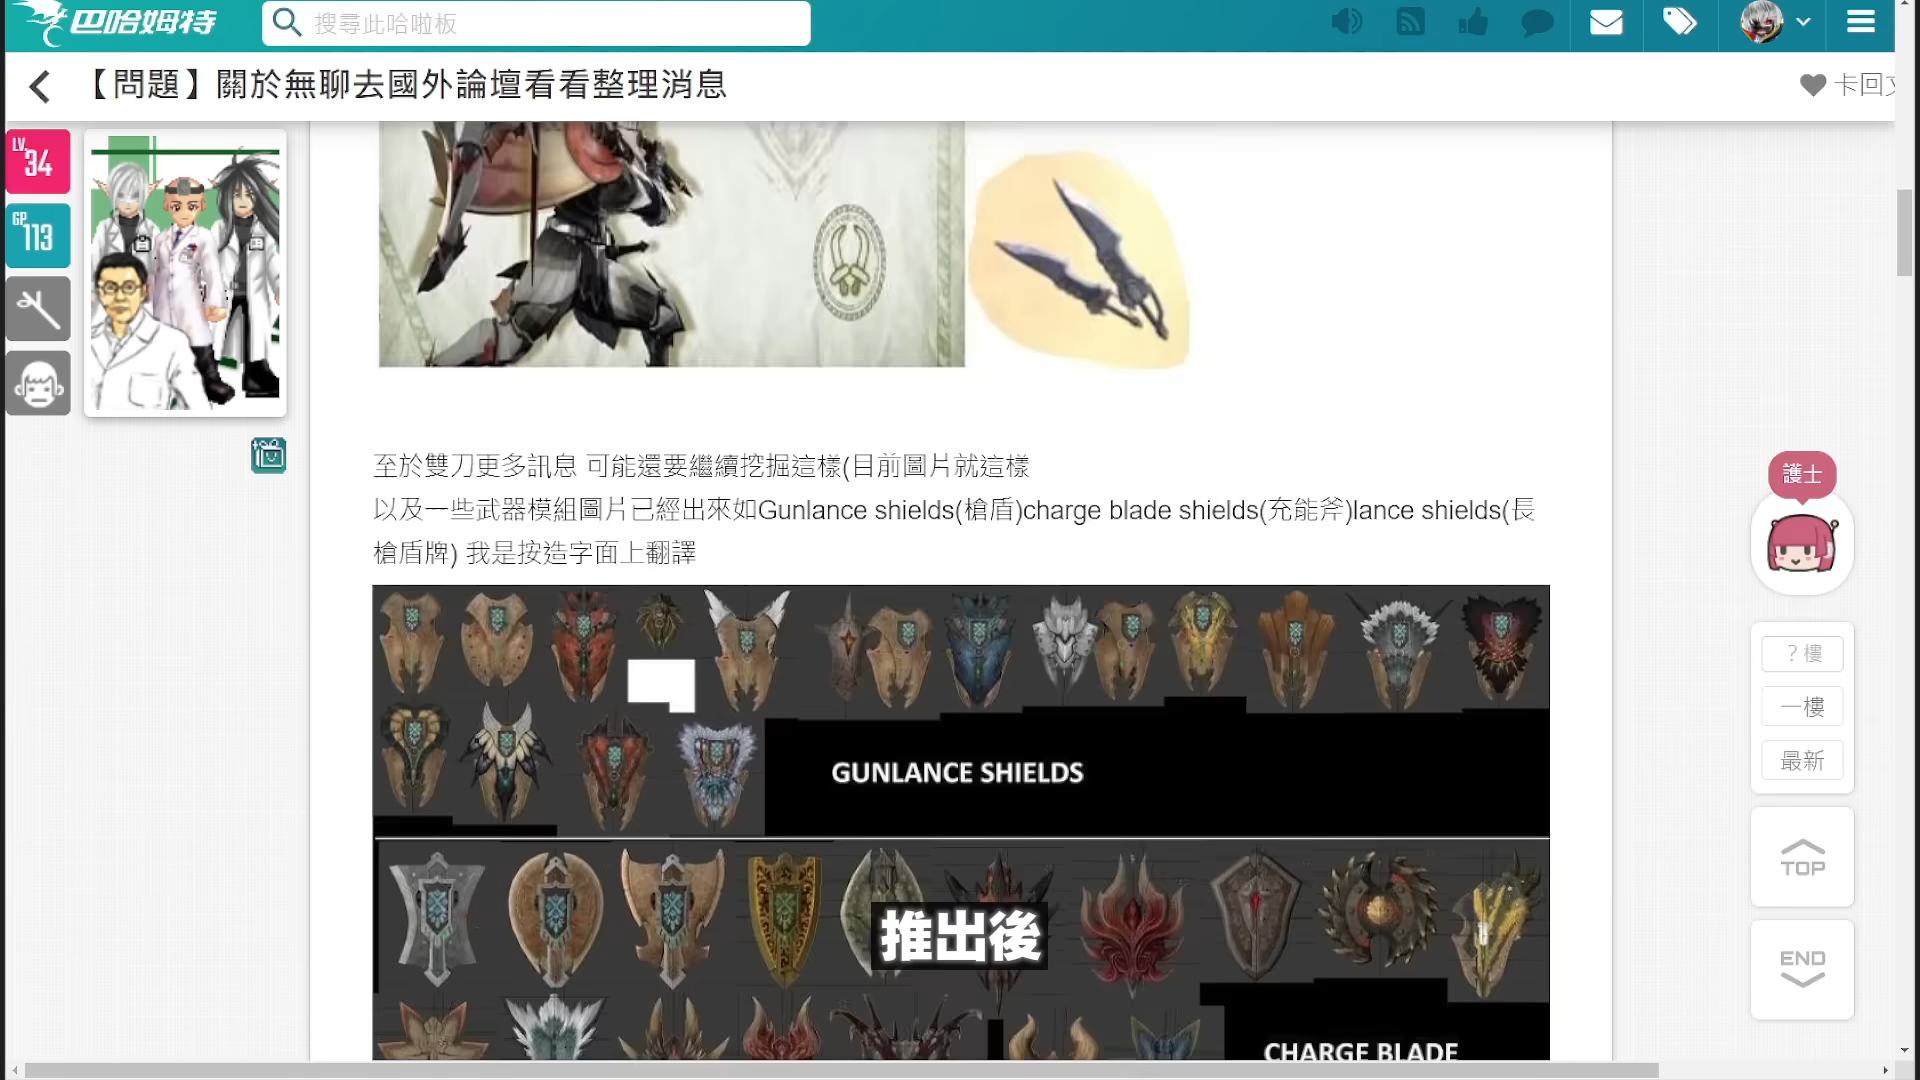 巴哈姆特
搜尋此哈啦板
【問題】關於無聊去國外論壇看看整理消息
卡回
LV.
34
GP
113
至於雙刀更多訊息 可能還要繼續挖掘這樣(目前圖片就這樣
以及一些武器模組圖片已經出來如Gunlance shields(槍盾)charge blade shields(充能斧)lance shields(長
槍盾牌) 我是按造字面上翻譯
GUNLANCE SHIELDS
推出後
CHARGE BLADE
護士
? 樓
一樓
最新
TOP
END